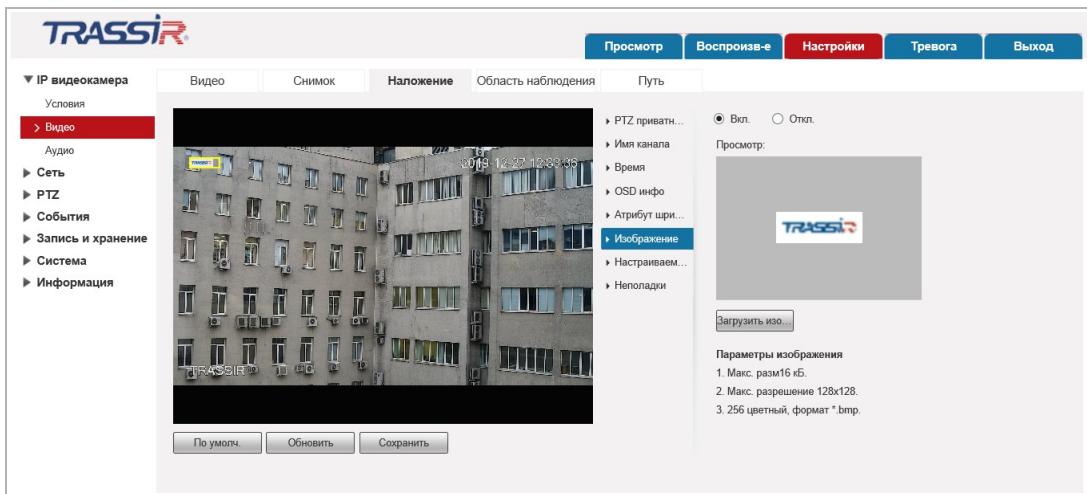 TRASSIR
Просмотр Воспроизв-е Настройки Тревога Выход
IP видеокамера
Условия
Видео
Аудио
Сеть
PTZ
События
Запись и хранение
Система
Информация
Видео Снимок Наложение Область наблюдения Путь
TRASSIR
2019-12-27 12:33:36
TRASSIR
PTZ приватн...
Имя канала
Время
OSD инфо
Атрибут шри...
Изображение
Настраиваем...
Неполадки
Вкл. Откл.
Просмотр:
TRASSIR
Загрузить изо...
Параметры изображения
1. Макс. разм16 кБ.
2. Макс. разрешение 128x128.
3. 256 цветный, формат *.bmp.
По умолч. Обновить Сохранить